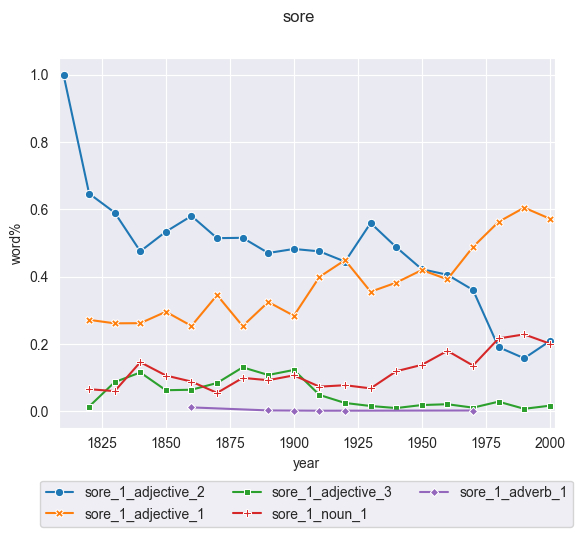 sore
1.0
0.8
0.6
0.4
0.2
0.0
word%
1825 1850 1875 1900 1925 1950 1975 2000
year
sore_1_adjective_2 sore_1_adjective_3 sore_1_adverb_1
sore_1_adjective_1 sore_1_noun_1